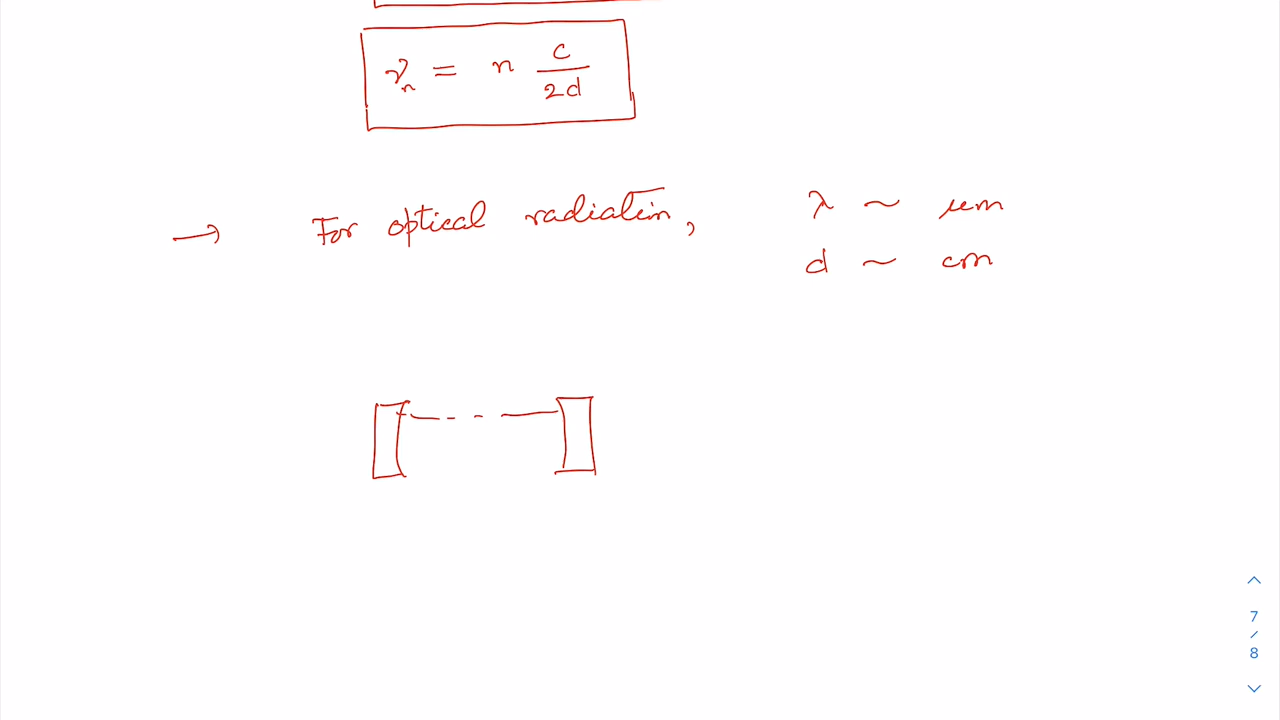 νₙ = n c/2d
→ For optical radiation, λ ~ μm
d ~ cm
7
/
8